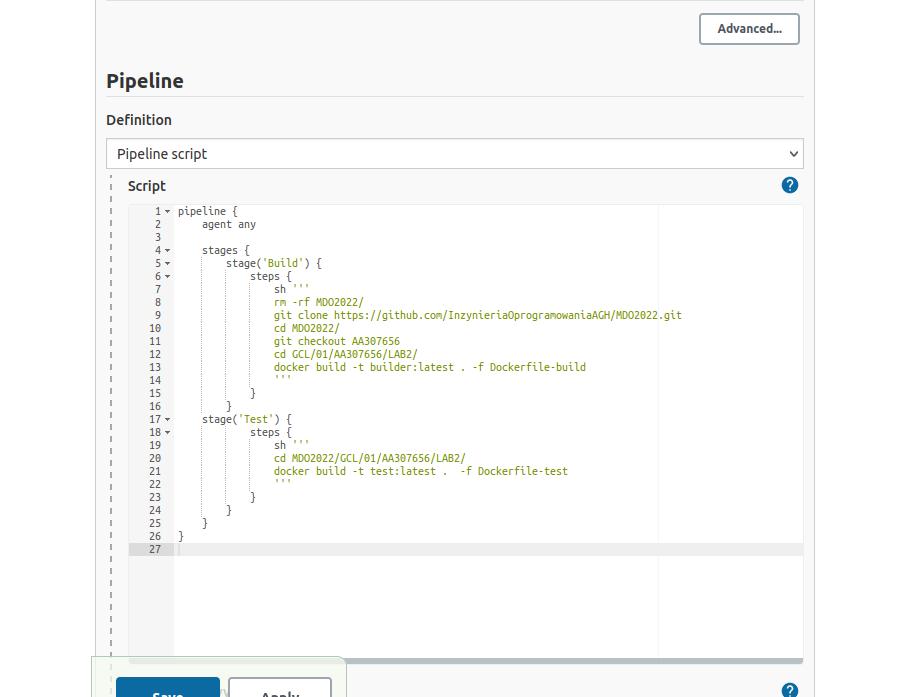 Advanced...
Pipeline
Definition
Pipeline script
Script
?
1 pipeline {
2     agent any
3
4     stages {
5         stage('Build') {
6             steps {
7                 sh '''
8                 rm -rf MDO2022/
9                 git clone https://github.com/InzynieriaOprogramowaniaAGH/MDO2022.git
10                 cd MDO2022/
11                 git checkout AA307656
12                 cd GCL/01/AA307656/LAB2/
13                 docker build -t builder:latest . -f Dockerfile-build
14                 '''
15             }
16         }
17     stage('Test') {
18             steps {
19                 sh '''
20                 cd MDO2022/GCL/01/AA307656/LAB2/
21                 docker build -t test:latest .  -f Dockerfile-test
22                 '''
23             }
24         }
25     }
26 }
27
Save
Apply
?